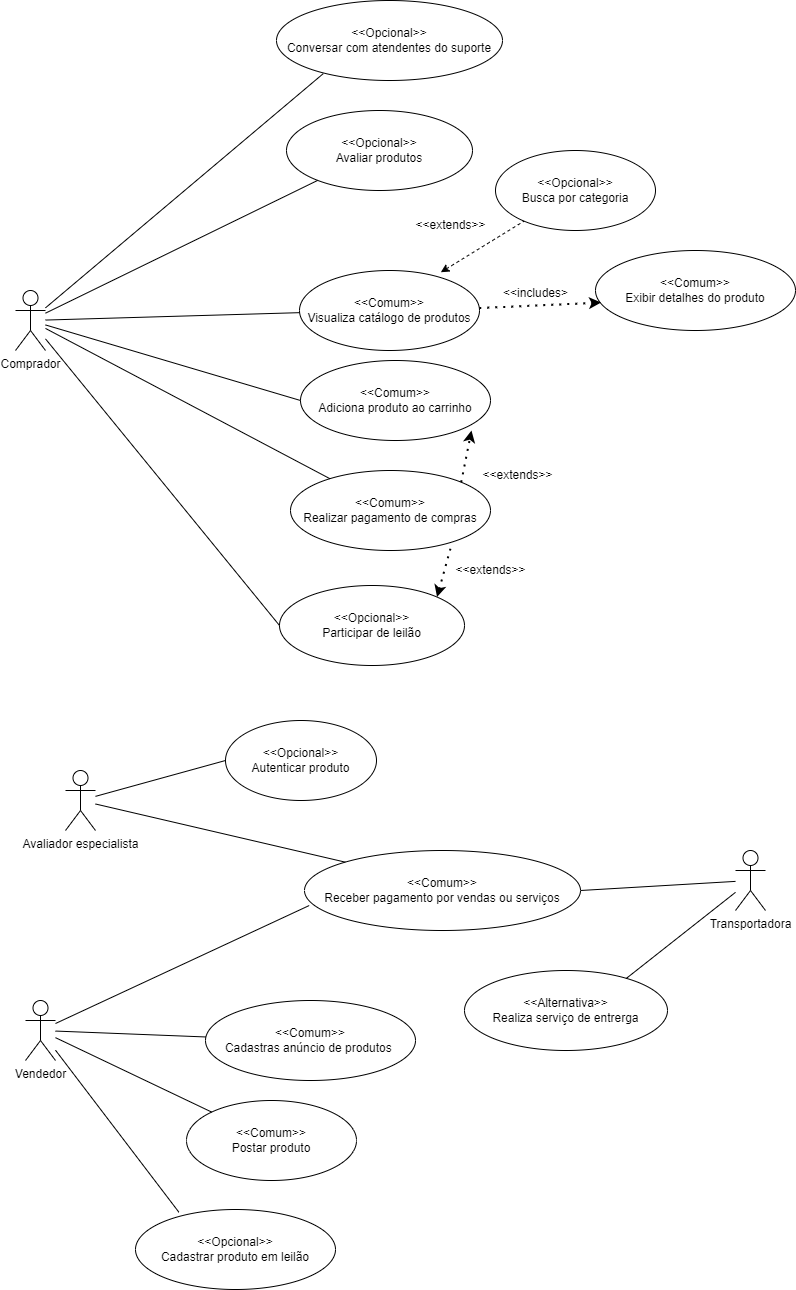 <<Opcional>>
Conversar com atendentes do suporte
<<Opcional>>
Avaliar produtos
<<Opcional>>
Busca por categoria
<<extends>>
<<Comum>>
Visualiza catálogo de produtos
<<includes>
<<Comum>>
Exibir detalhes do produto
Comprador
<<Comum>>
Adiciona produto ao carrinho
<<extends>>
<<Comum>>
Realizar pagamento de compras
<<extends>>
<<Opcional>>
Participar de leilão
<<Opcional>>
Autenticar produto
Avaliador especialista
<<Comum>>
Receber pagamento por vendas ou serviços
Transportadora
<<Alternativa>>
Realiza serviço de entrerga
<<Comum>>
Cadastras anúncio de produtos
Vendedor
<<Comum>>
Postar produto
<<Opcional>>
Cadastrar produto em leilão